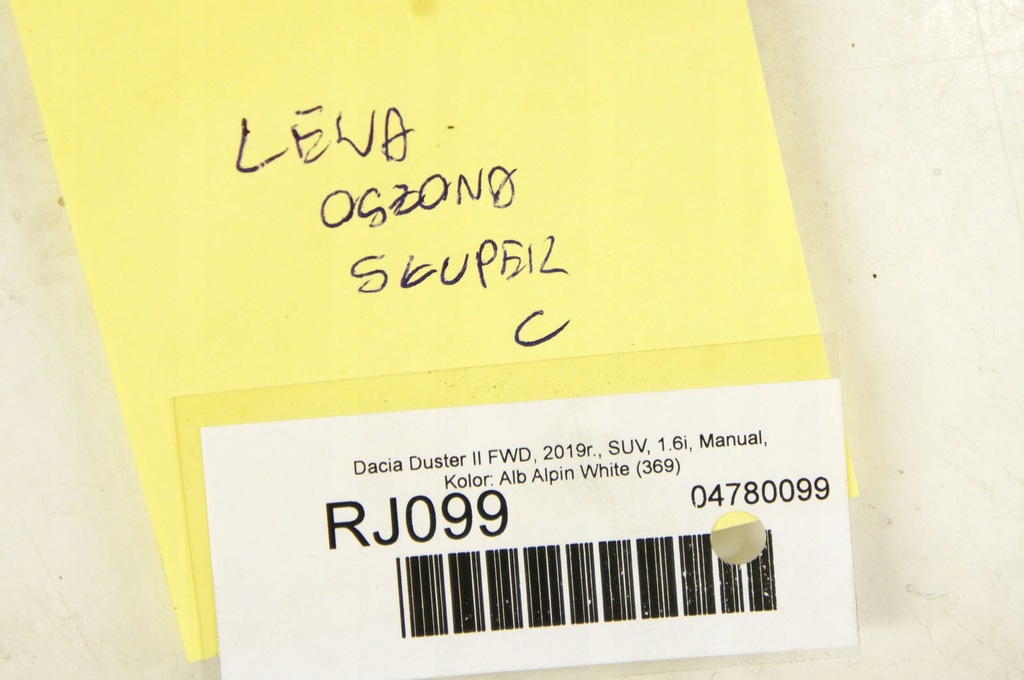 LEWA
OSŁONA
SŁUPEK
C
Dacia Duster II FWD, 2019r., SUV, 1.6i, Manual,
Kolor: Alb Alpin White (369)
RJ099
04780099